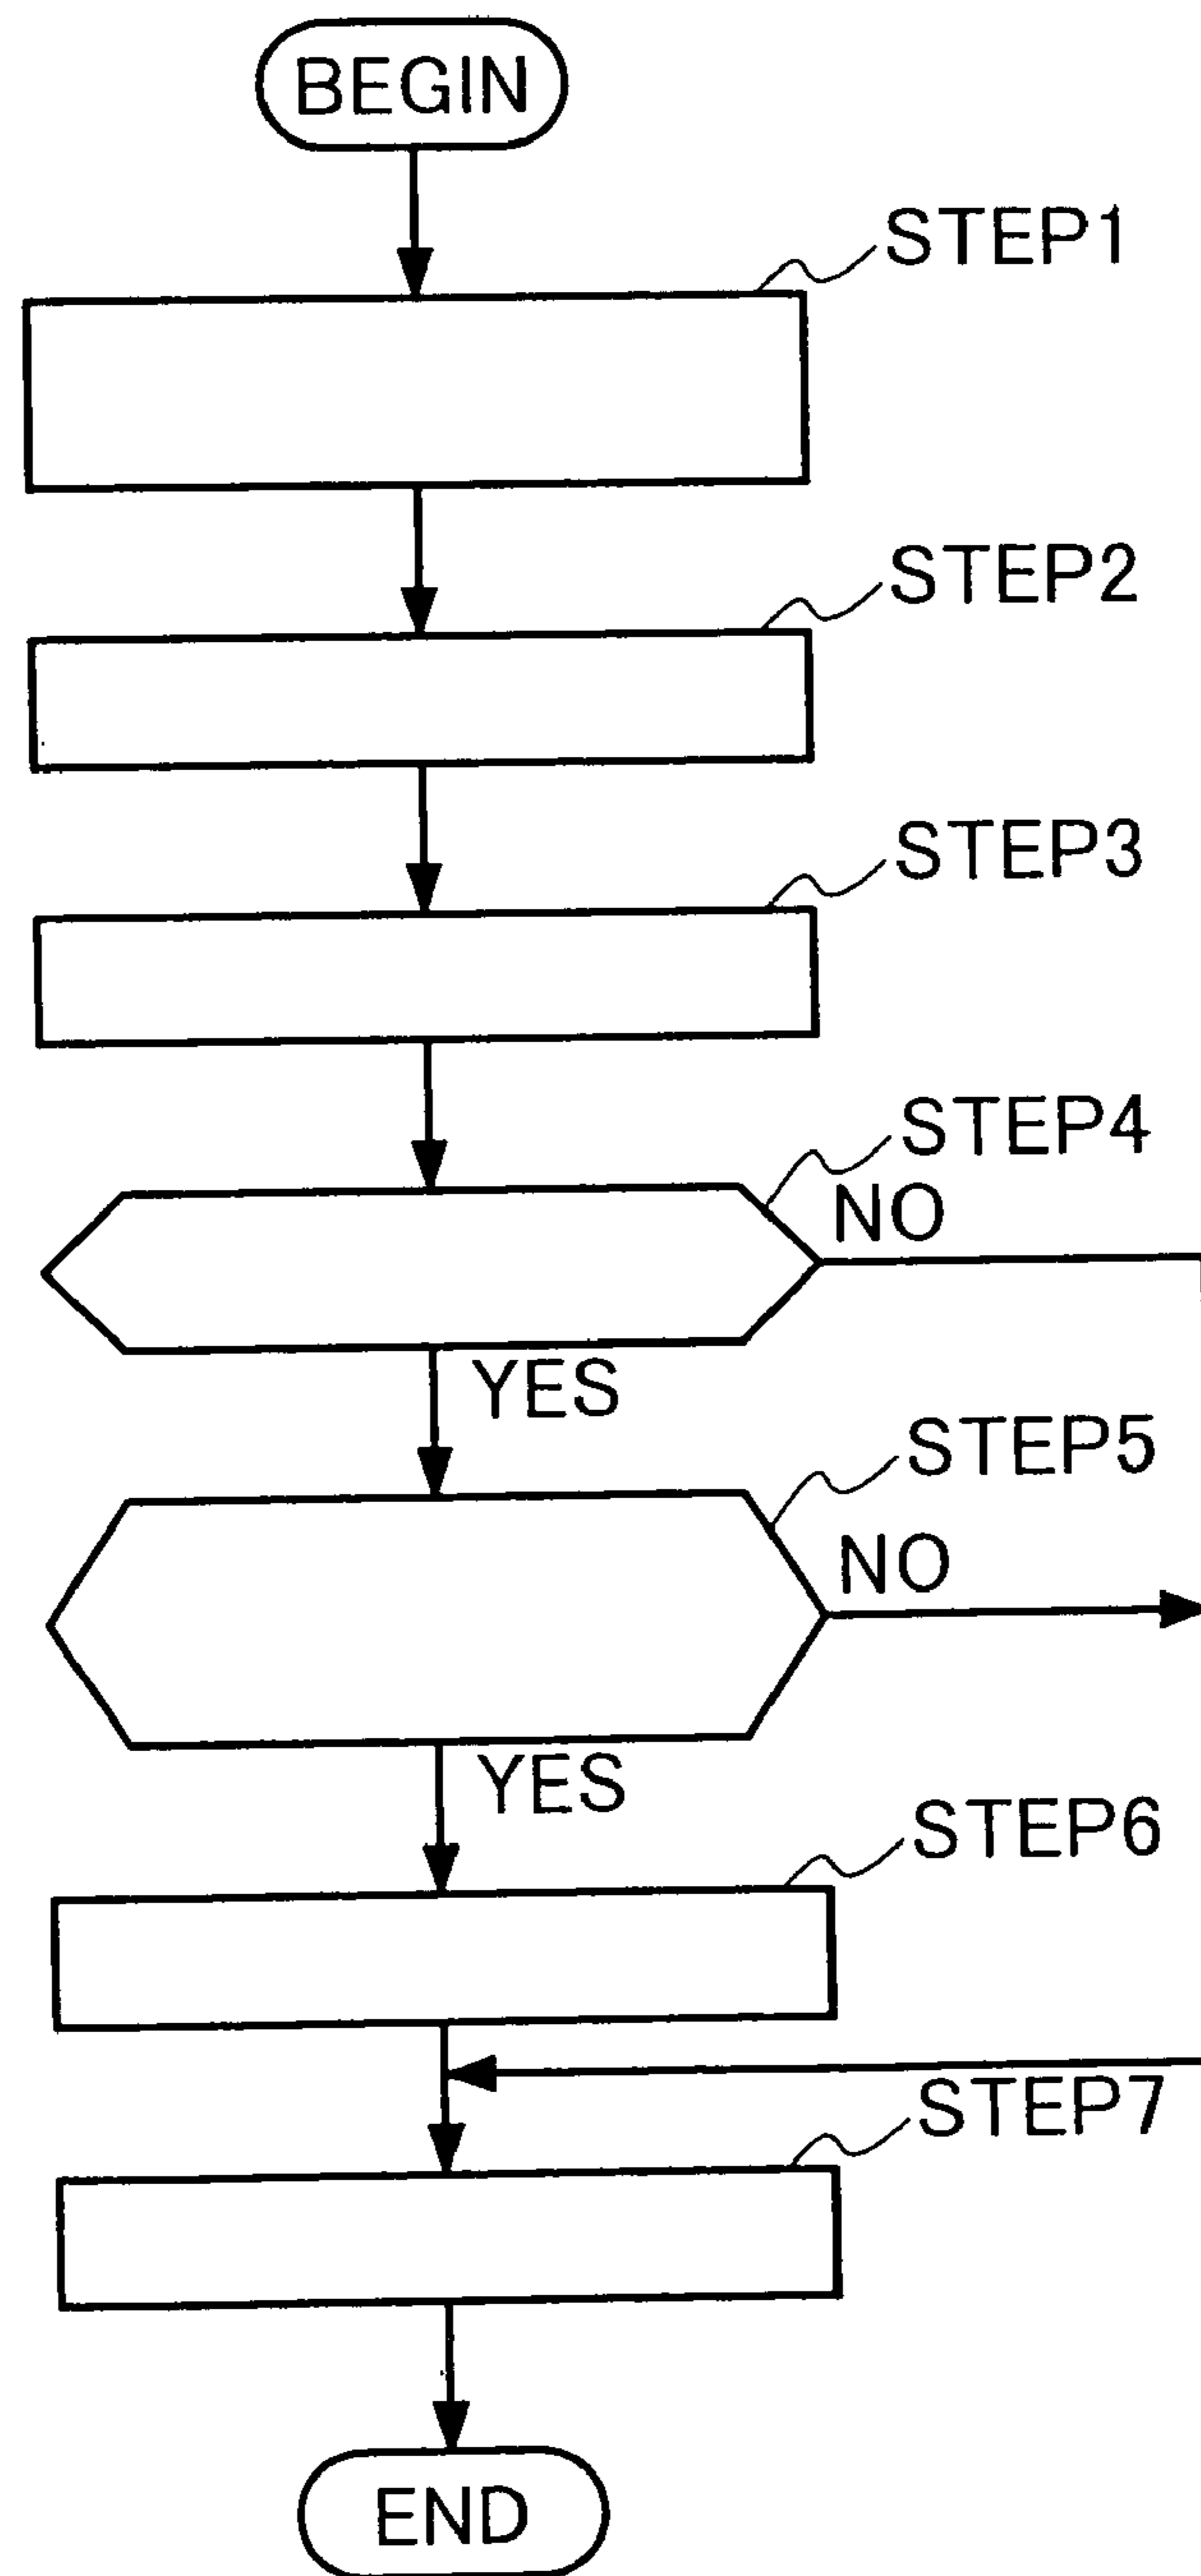 BEGIN
STEP1
STEP2
STEP3
STEP4
NO
YES
STEP5
NO
YES
STEP6
STEP7
END